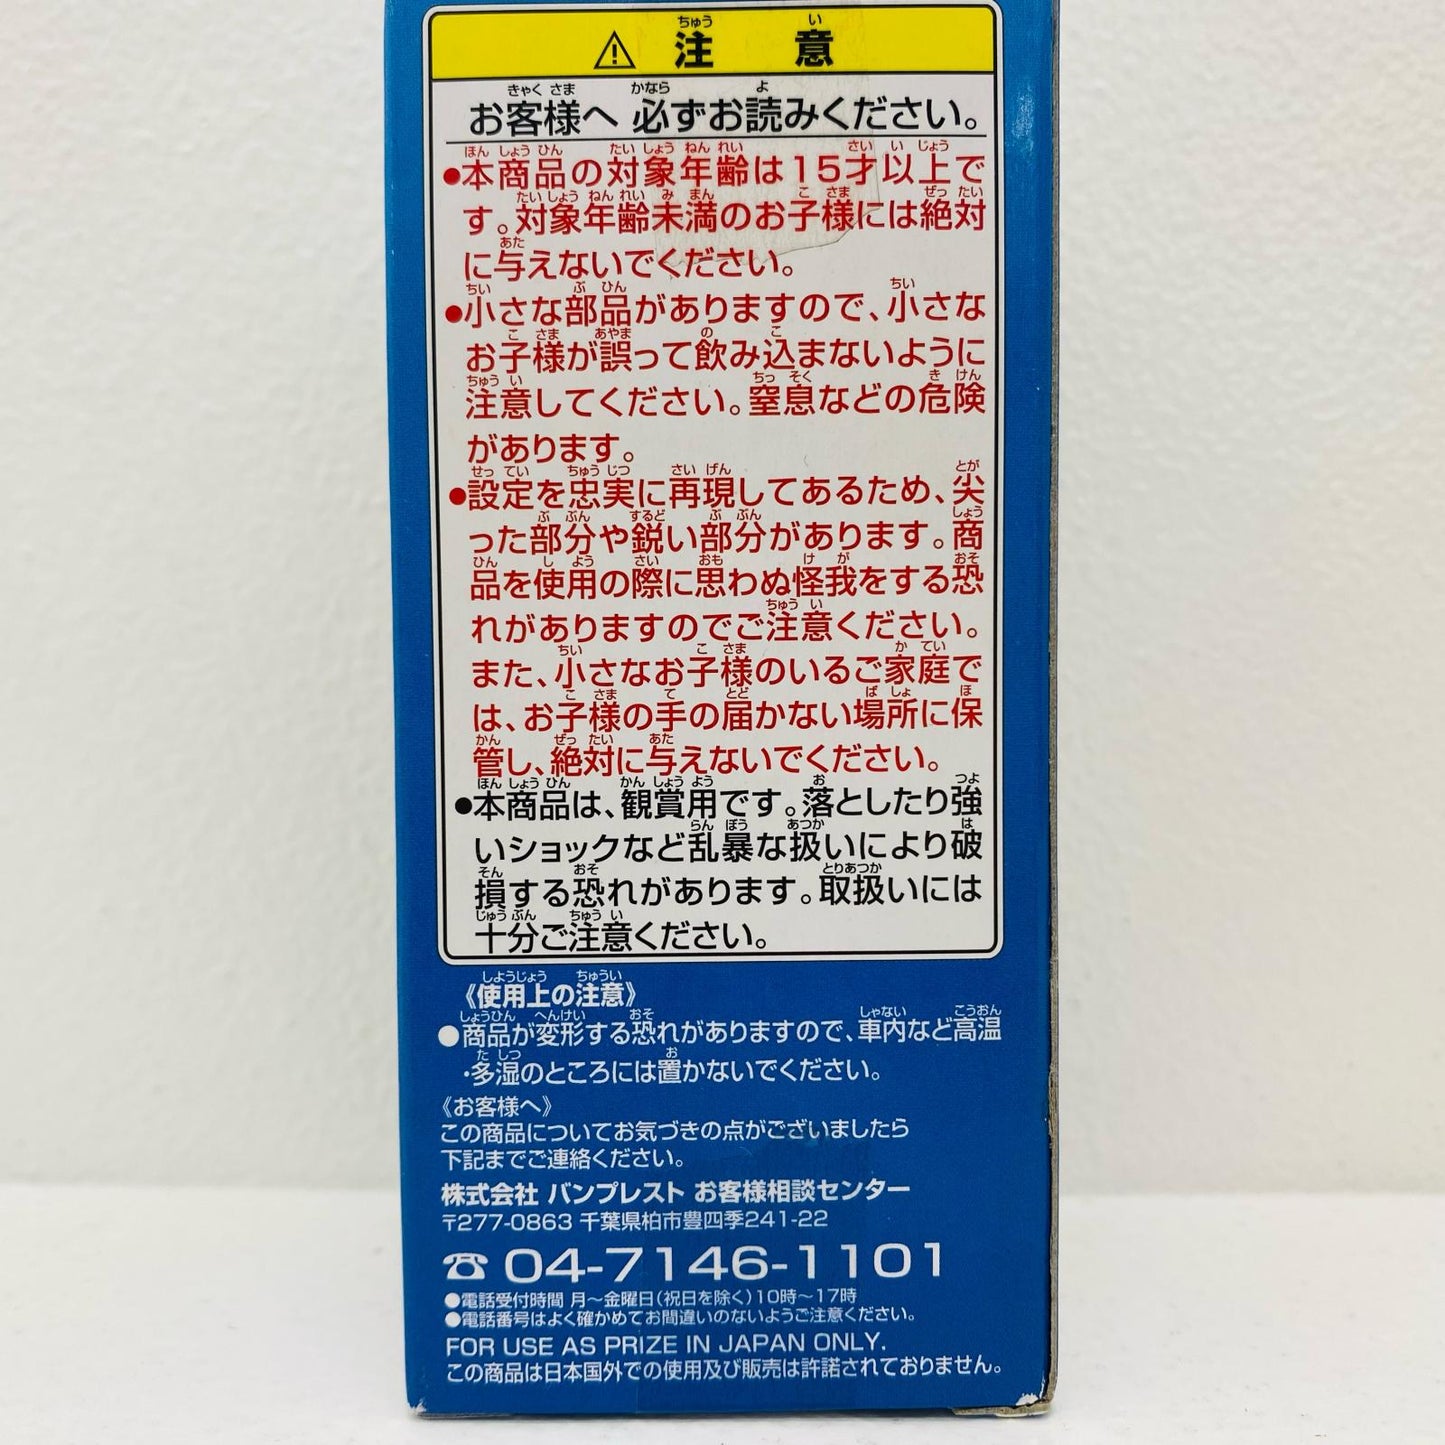 ⚠ 注意
お客様へ 必ずお読みください。
●本商品の対象年齢は15才以上で
す。対象年齢未満のお子様には絶対
に与えないでください。
●小さな部品がありますので、小さな
お子様が誤って飲み込まないように
注意してください。窒息などの危険
があります。
●設定を忠実に再現してあるため、尖
った部分や鋭い部分があります。商
品を使用の際に思わぬ怪我をする恐
れがありますのでご注意ください。
また、小さなお子様のいるご家庭で
は、お子様の手の届かない場所に保
管し、絶対に与えないでください。
●本商品は、観賞用です。落としたり強
いショックなど乱暴な扱いにより破
損する恐れがあります。取扱いには
十分ご注意ください。
《使用上の注意》
●商品が変形する恐れがありますので、車内など高温
・多湿のところには置かないでください。
《お客様へ》
この商品についてお気づきの点がございましたら
下記までご連絡ください。
株式会社 バンプレスト お客様相談センター
〒277-0863 千葉県柏市豊四季241-22
☎ 04-7146-1101
●電話受付時間 月〜金曜日(祝日を除く)10時〜17時
●電話番号はよく確かめてお間違いのないようご注意ください。
FOR USE AS PRIZE IN JAPAN ONLY.
この商品は日本国外での使用及び販売は許諾されておりません。